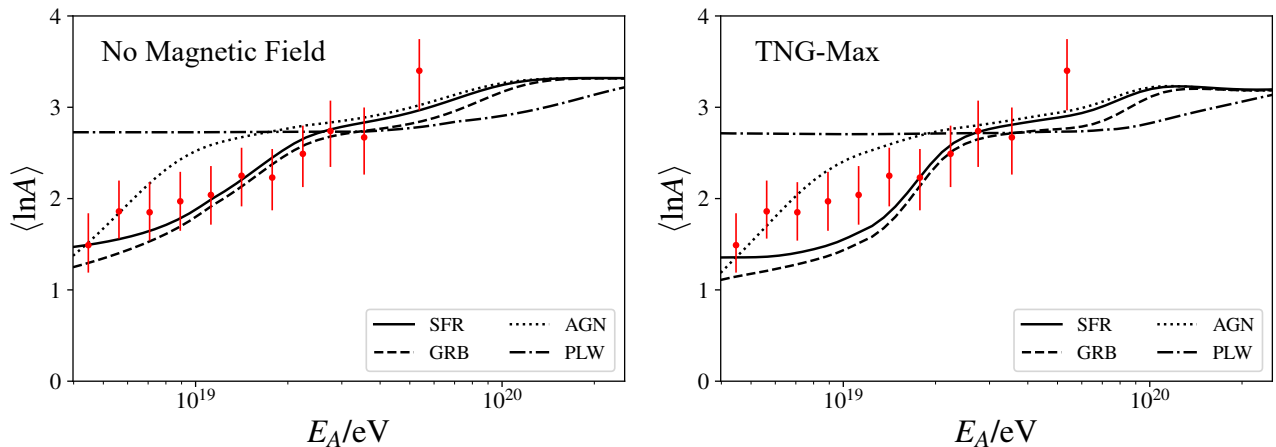 No Magnetic Field
⟨lnA⟩
4
3
2
1
0
SFR
GRB
AGN
PLW
10¹⁹
10²⁰
E_A/eV
TNG-Max
⟨lnA⟩
4
3
2
1
0
SFR
GRB
AGN
PLW
10¹⁹
10²⁰
E_A/eV